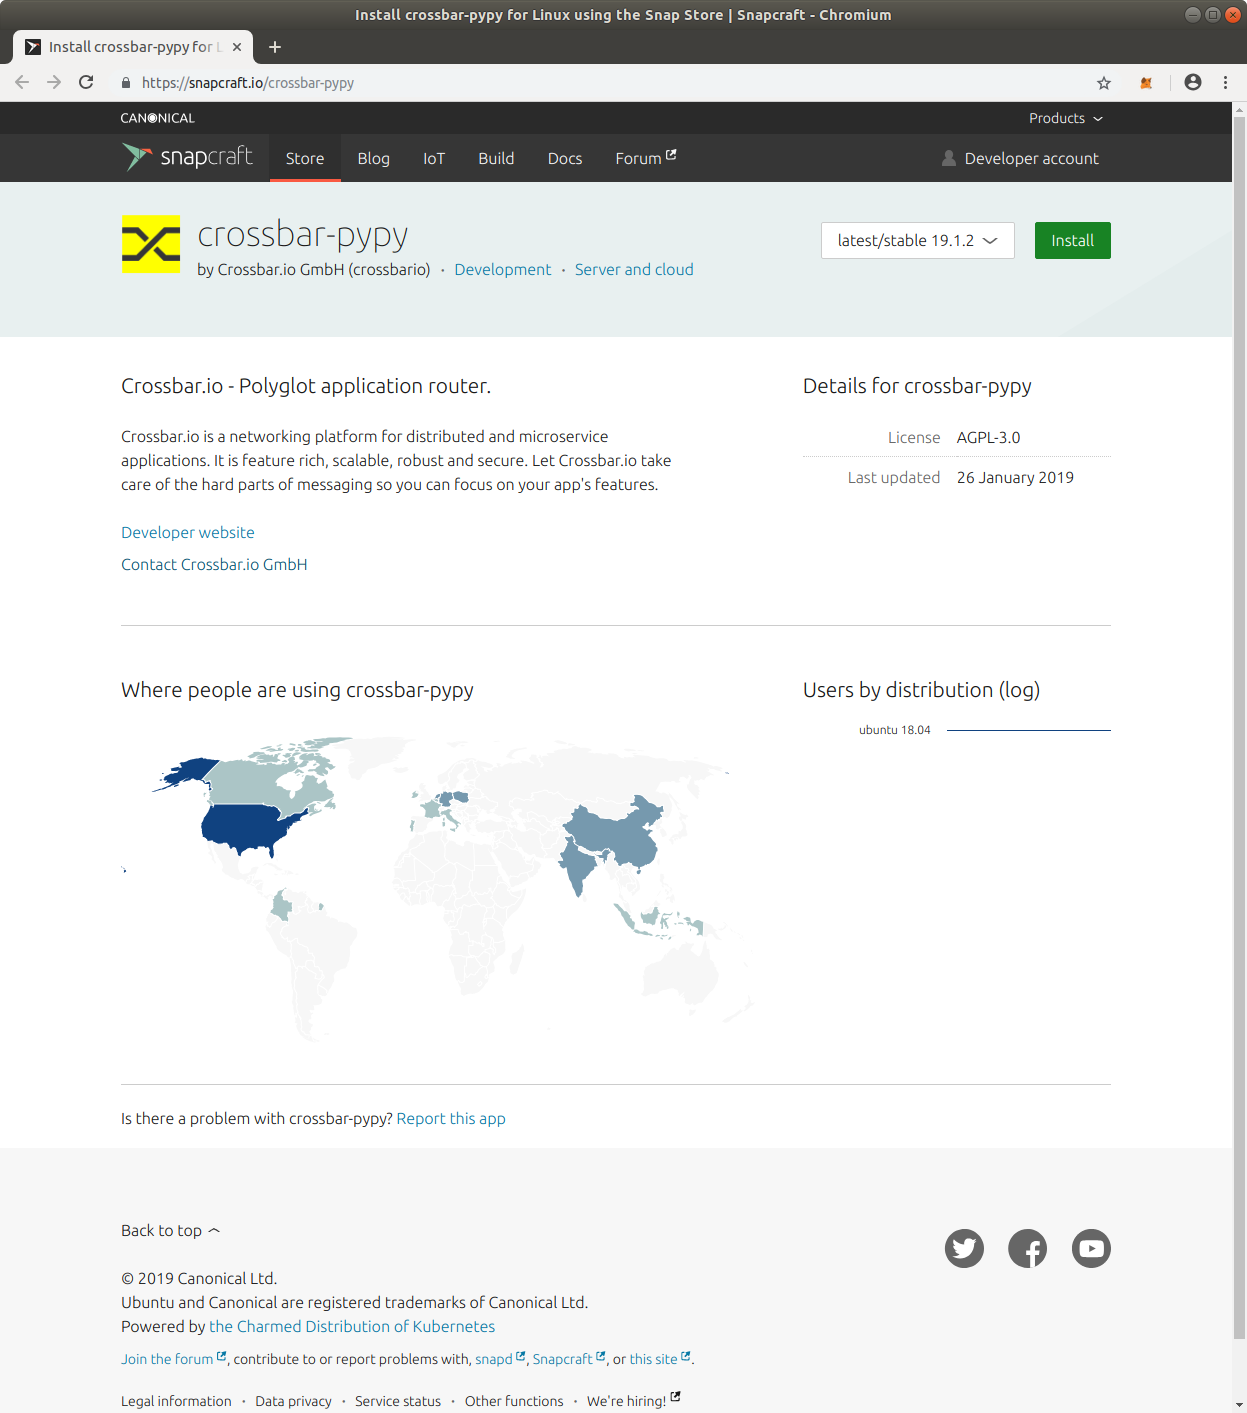 Install crossbar-pypy for Linux using the Snap Store | Snapcraft - Chromium
Install crossbar-pypy for L
https://snapcraft.io/crossbar-pypy
CANONICAL
Products
snapcraft Store Blog IoT Build Docs Forum Developer account
crossbar-pypy
latest/stable 19.1.2 Install
by Crossbar.io GmbH (crossbario) · Development · Server and cloud
Crossbar.io - Polyglot application router.
Crossbar.io is a networking platform for distributed and microservice
applications. It is feature rich, scalable, robust and secure. Let Crossbar.io take
care of the hard parts of messaging so you can focus on your app's features.
Developer website
Contact Crossbar.io GmbH
Details for crossbar-pypy
License AGPL-3.0
Last updated 26 January 2019
Where people are using crossbar-pypy
Users by distribution (log)
ubuntu 18.04
Is there a problem with crossbar-pypy? Report this app
Back to top
© 2019 Canonical Ltd.
Ubuntu and Canonical are registered trademarks of Canonical Ltd.
Powered by the Charmed Distribution of Kubernetes
Join the forum, contribute to or report problems with, snapd, Snapcraft, or this site.
Legal information · Data privacy · Service status · Other functions · We're hiring!